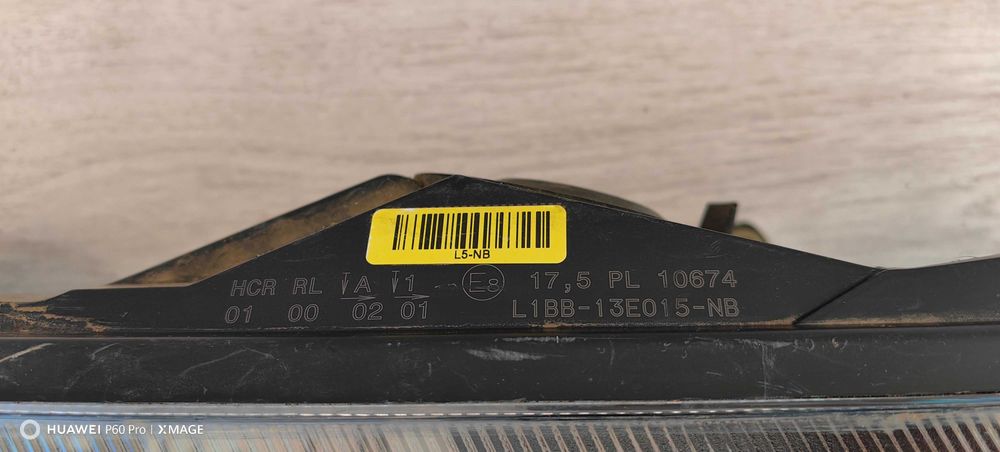 L5-NB
HCR RL A 1 E8 17,5 PL 10674
01 00 02 01 L1BB-13E015-NB
HUAWEI P60 Pro | XMAGE